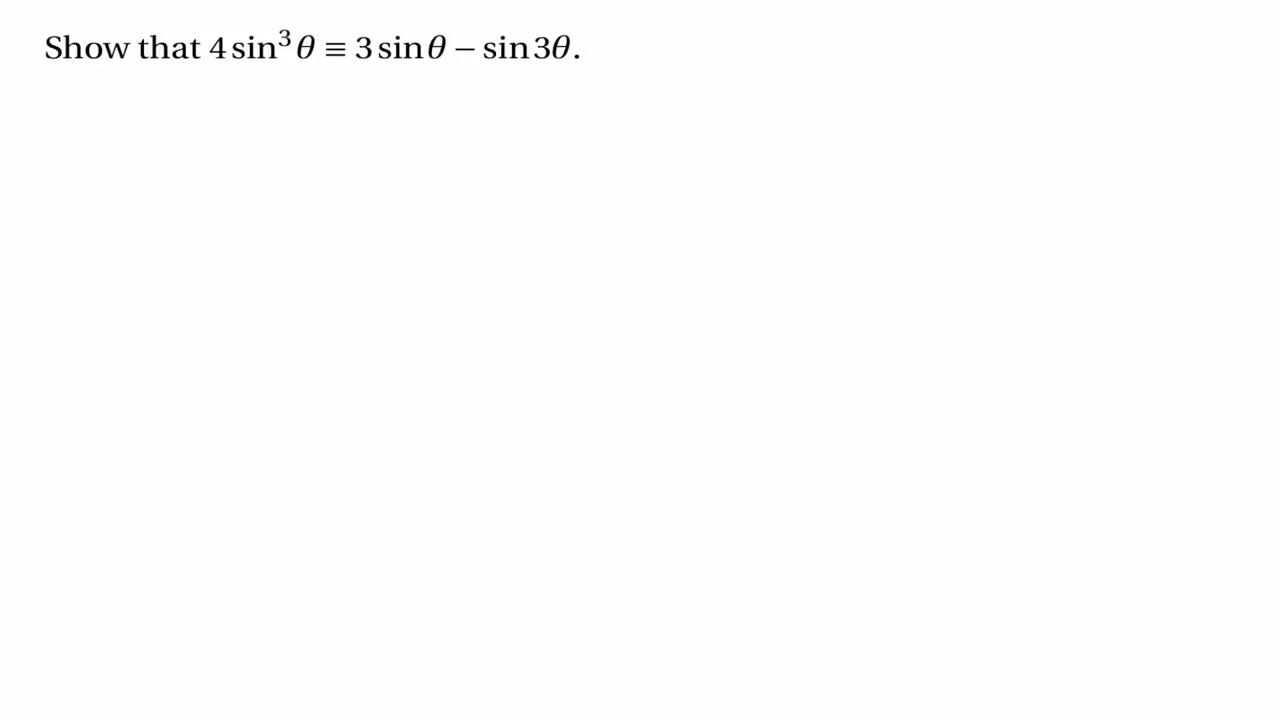 Show that 4 sin³ θ ≡ 3 sin θ − sin 3θ.